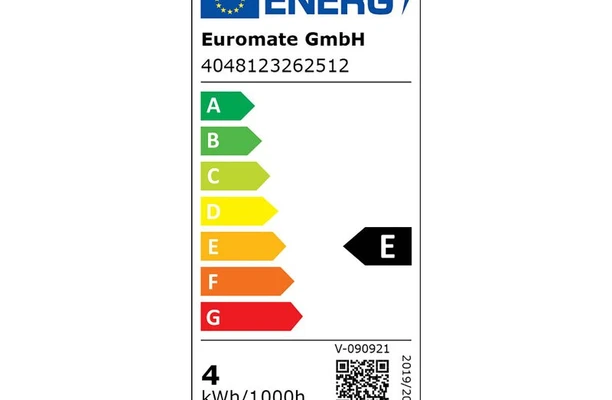 ENERG
Euromate GmbH
4048123262512
A
B
C
D
E
E
F
G
V-090921
4
kWh/1000h